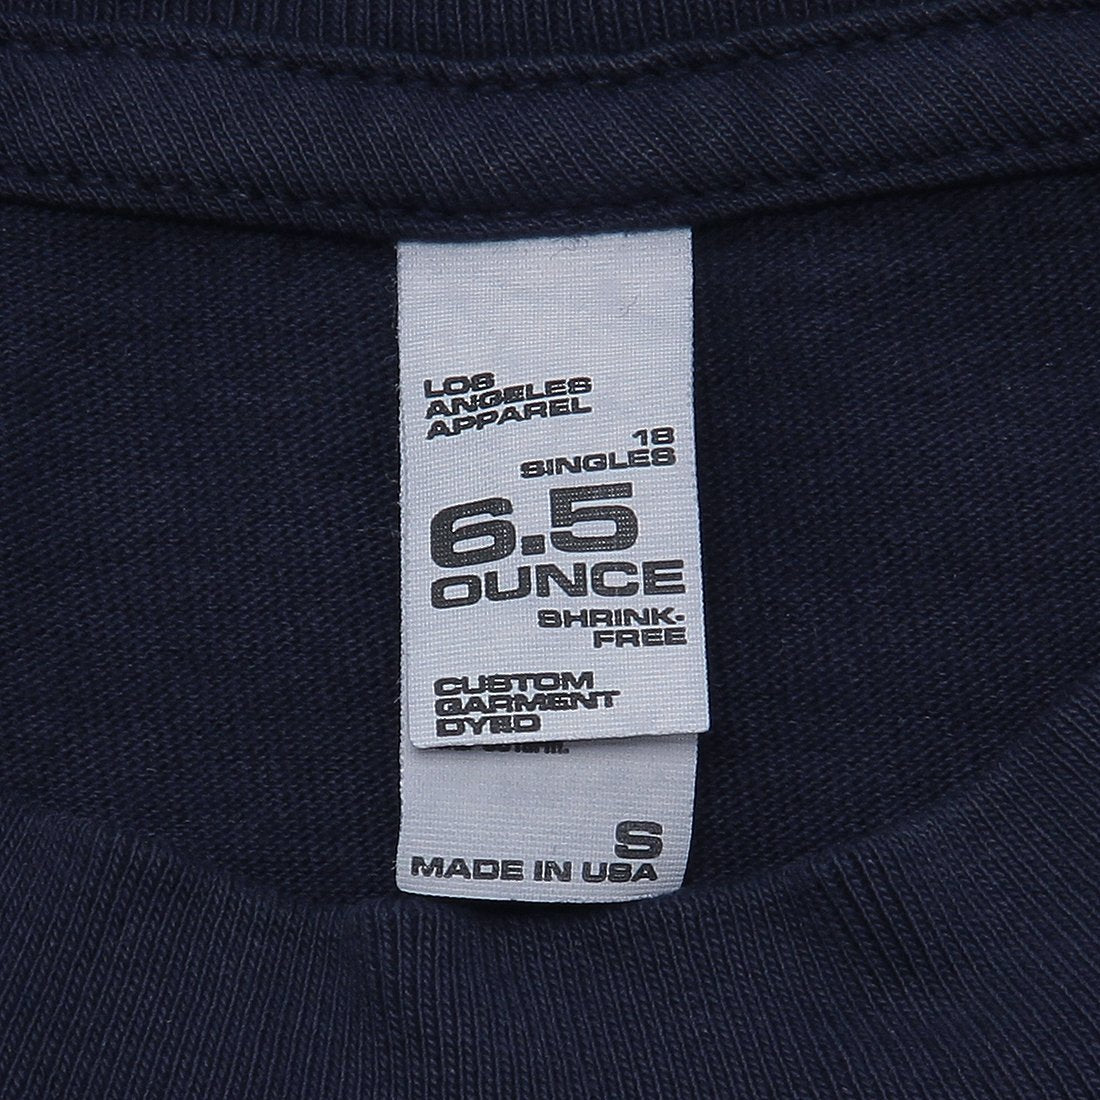 LOS
ANGELES
APPAREL
18
SINGLES
6.5
OUNCE
SHRINK-
FREE
CUSTOM
GARMENT
DYED
S
MADE IN USA